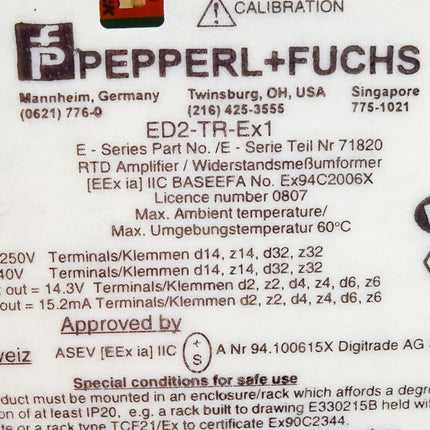 CALIBRATION
PEPPERL+FUCHS
Mannheim, Germany Twinsburg, OH, USA Singapore
(0621) 776-0 (216) 425-3555 775-1021
ED2-TR-Ex1
E - Series Part No. /E - Serie Teil Nr 71820
RTD Amplifier / Widerstandsmeßumformer
[EEx ia] IIC BASEEFA No. Ex94C2006X
Licence number 0807
Max. Ambient temperature/
Max. Umgebungstemperatur 60°C
250V Terminals/Klemmen d14, z14, d32, z32
40V Terminals/Klemmen d14, z14, d32, z32
out = 14.3V Terminals/Klemmen d2, z2, d4, z4, d6, z6
out = 15.2mA Terminals/Klemmen d2, z2, d4, z4, d6, z6
Approved by
weiz ASEV [EEx ia] IIC + S A Nr 94.100615X Digitrade AG
Special conditions for safe use
duct must be mounted in an enclosure/rack which affords a degre
on of at least IP20, e.g. a rack built to drawing E330215B held wit
te or a rack type TCF21/Ex to certificate Ex90C2344.